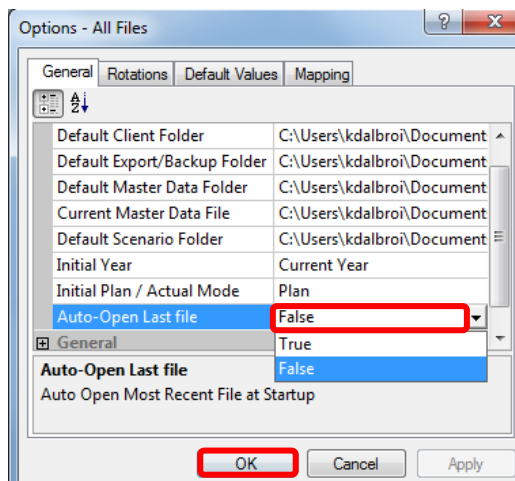 Options - All Files
General Rotations Default Values Mapping
Default Client Folder C:\Users\kdalbroi\Document
Default Export/Backup Folder C:\Users\kdalbroi\Document
Default Master Data Folder C:\Users\kdalbroi\Document
Current Master Data File C:\Users\kdalbroi\Document
Default Scenario Folder C:\Users\kdalbroi\Document
Initial Year Current Year
Initial Plan / Actual Mode Plan
Auto-Open Last file False
General True
False
Auto-Open Last file
Auto Open Most Recent File at Startup
OK Cancel Apply